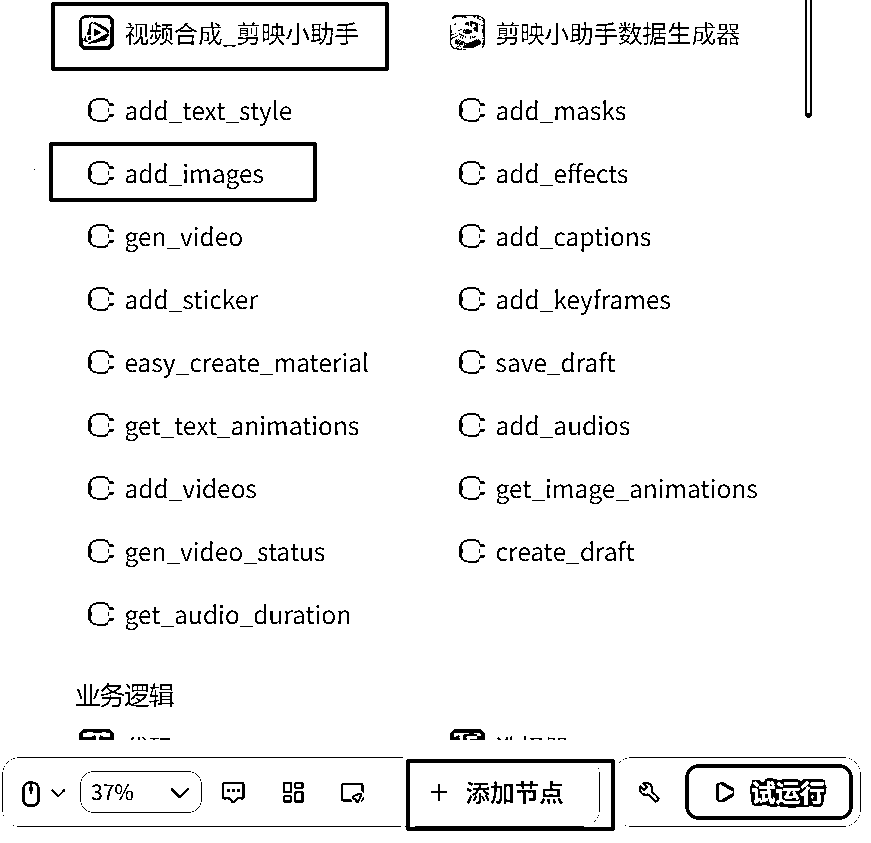 视频合成_剪映小助手 剪映小助手数据生成器
add_text_style add_masks
add_images add_effects
gen_video add_captions
add_sticker add_keyframes
easy_create_material save_draft
get_text_animations add_audios
add_videos get_image_animations
gen_video_status create_draft
get_audio_duration
业务逻辑
37% + 添加节点 试运行